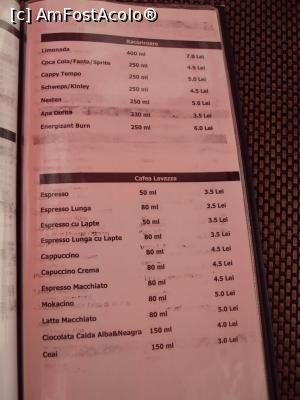 [c] AmFostAcolo®
Racoritoare
Limonada 400 ml 7.0 Lei
Coca Cola/Fanta/Sprite 250 ml 4.5 Lei
Cappy Tempo 250 ml 5.0 Lei
Schweps/Kinley 250 ml 4.5 Lei
Nestea 250 ml 5.0 Lei
Apa Dorna 330 ml 3.5 Lei
Energizant Burn 250 ml 6.0 Lei
Cafea Lavazza
Espresso 50 ml 3.5 Lei
Espresso Lunga 80 ml 3.5 Lei
Espresso cu Lapte 50 ml 3.5 Lei
Espresso Lunga cu Lapte 80 ml 3.5 Lei
Cappuccino 80 ml 4.5 Lei
Capuccino Crema 80 ml 4.5 Lei
Espresso Macchiato 80 ml 4.5 Lei
Mokacino 80 ml 5.0 Lei
Latte Macchiato 80 ml 5.0 Lei
Ciocolata Calda Alba&Neagra 150 ml 4.0 Lei
Ceai 150 ml 3.0 Lei